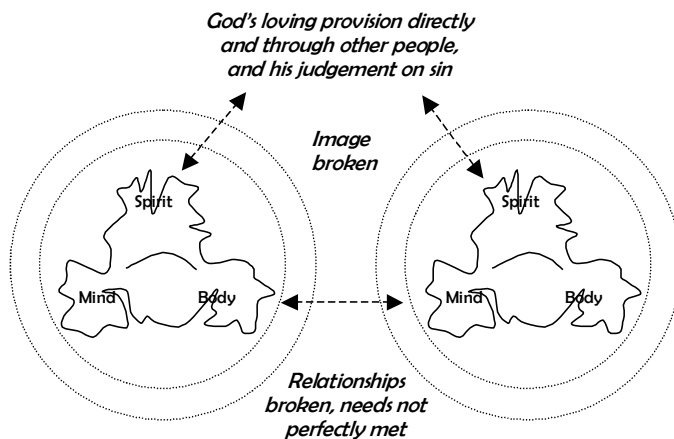 God's loving provision directly
and through other people,
and his judgement on sin
Image
broken
Spirit
Spirit
Mind
Body
Mind
Body
Relationships
broken, needs not
perfectly met